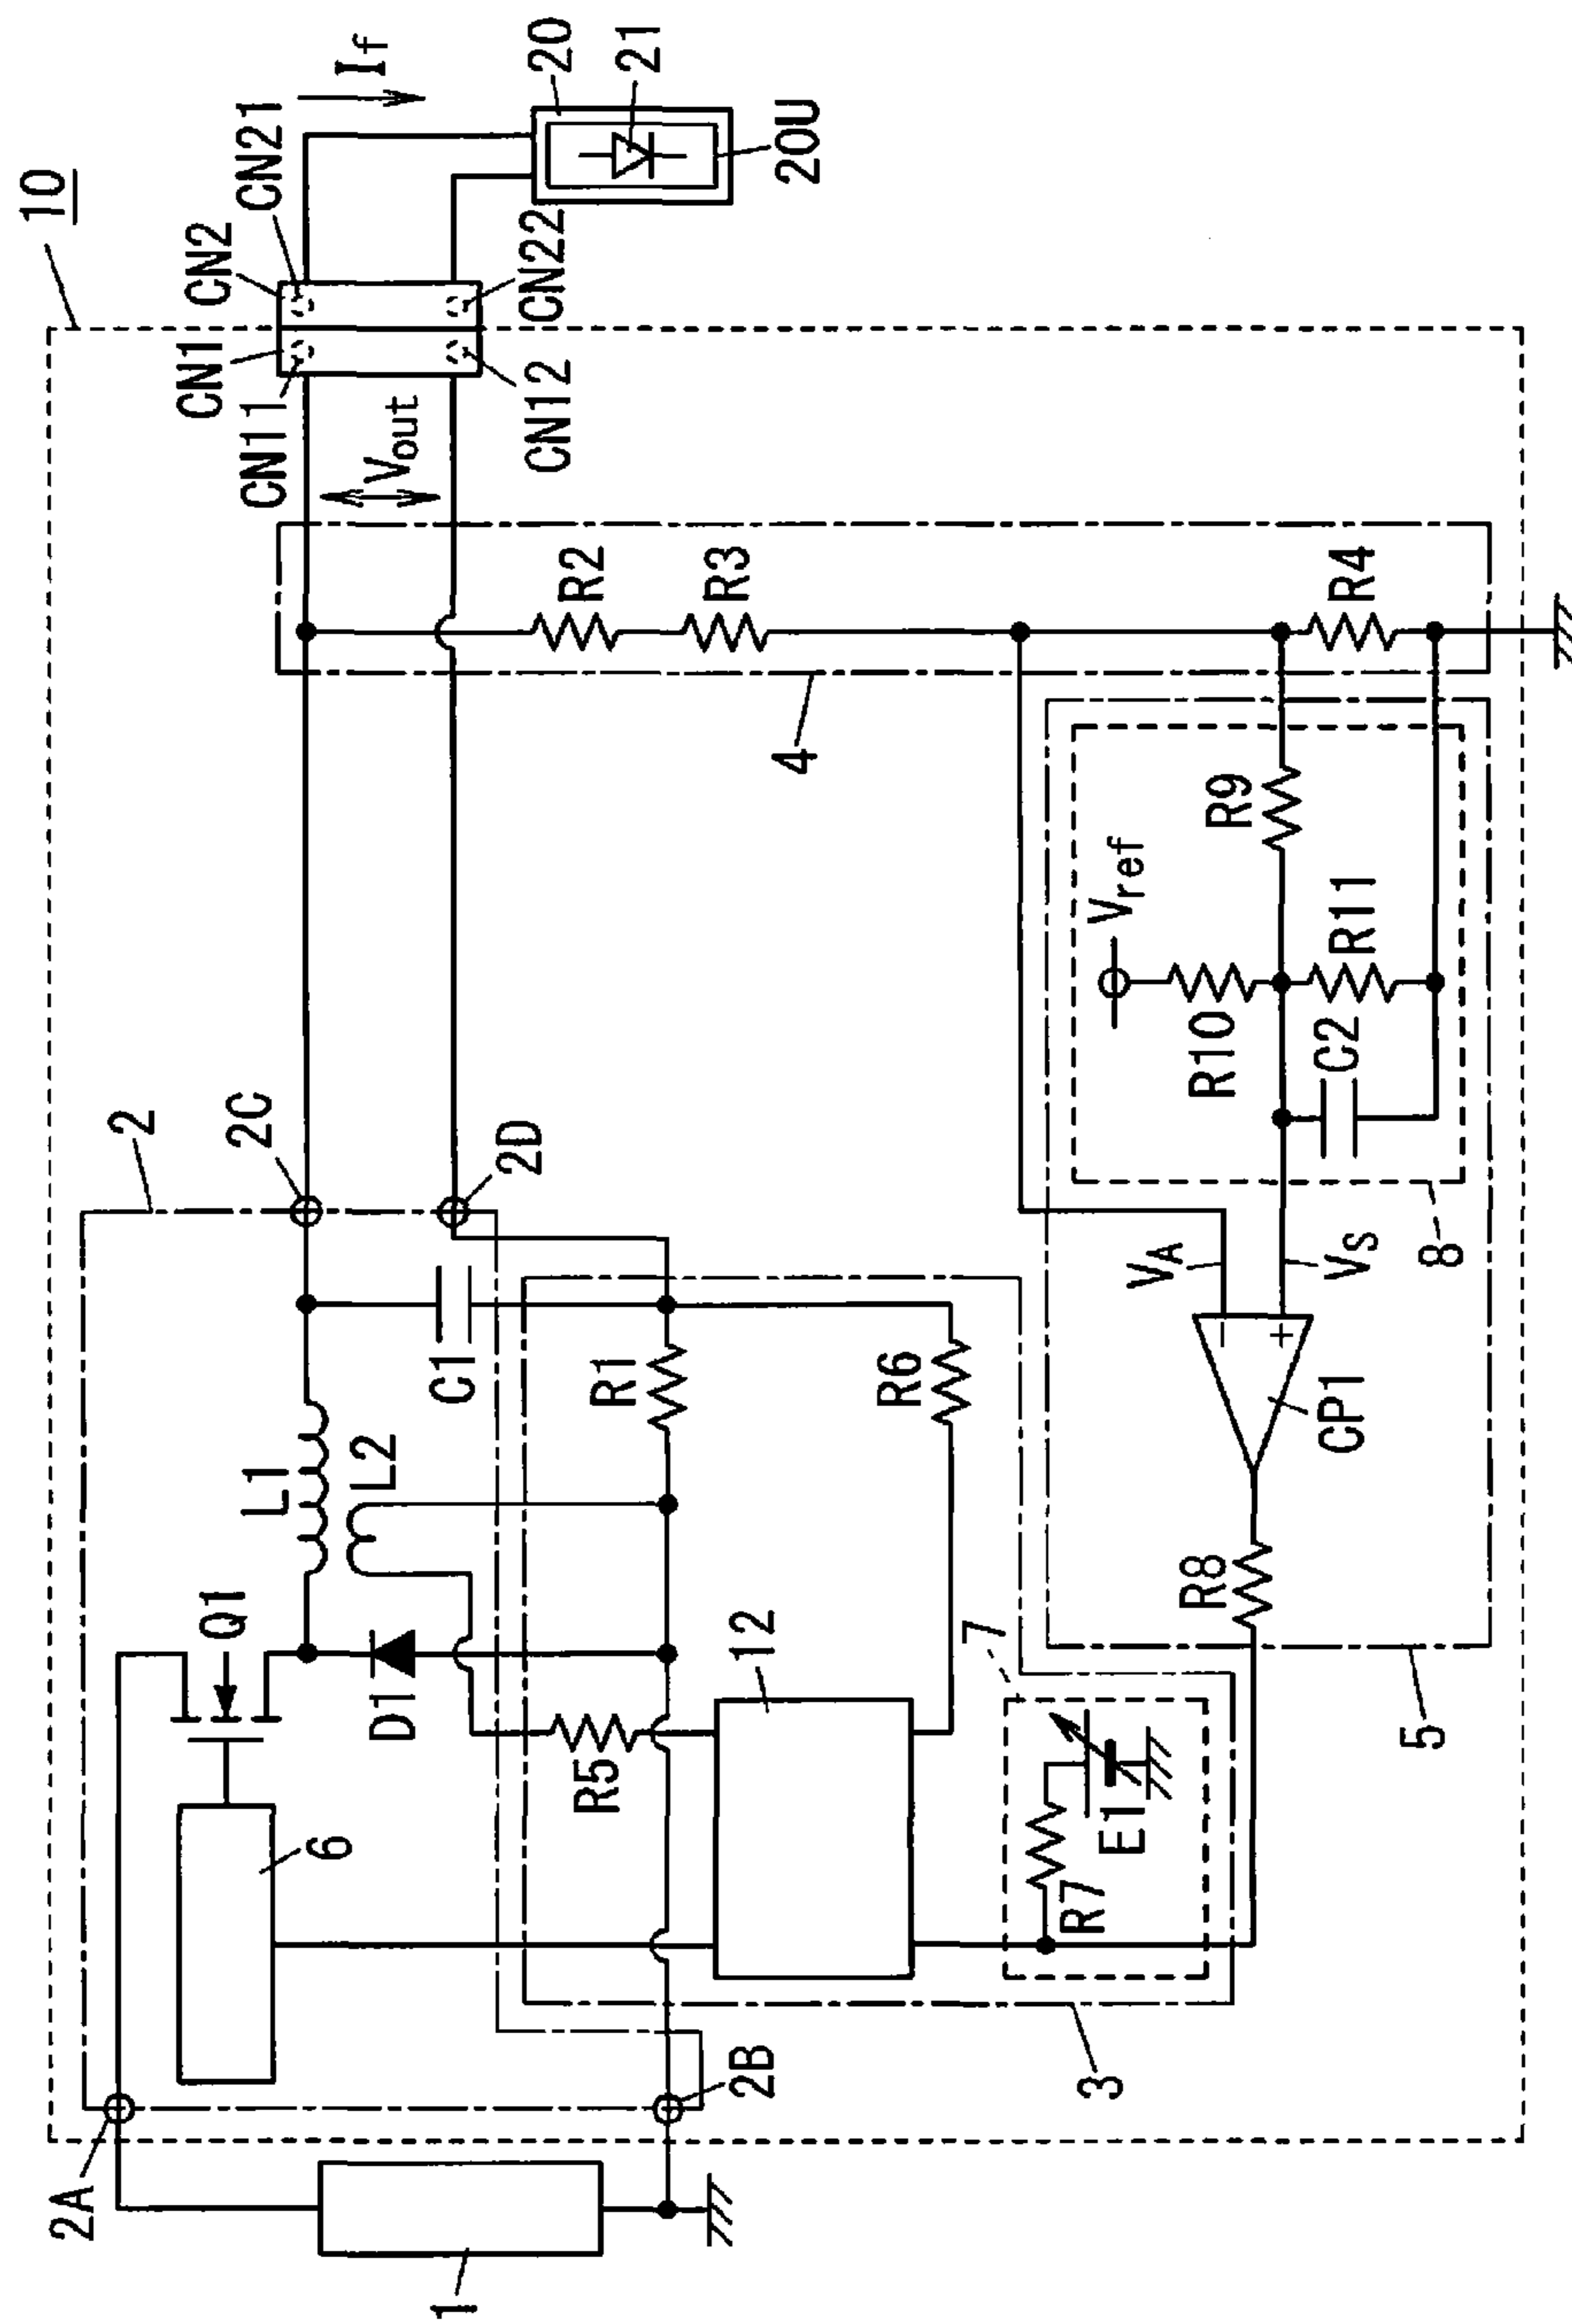 10
2
2C
CN11
CN1
CN2
CN21
If
Vout
2A
Q1
L1
L2
6
D1
C1
2D
CN12
CN22
20
21
20U
R2
R3
R1
R5
1
2B
12
R6
4
7
R7
E1
3
VA
Vref
R9
R10
R11
C2
R4
−
+
VS
CP1
R8
8
5